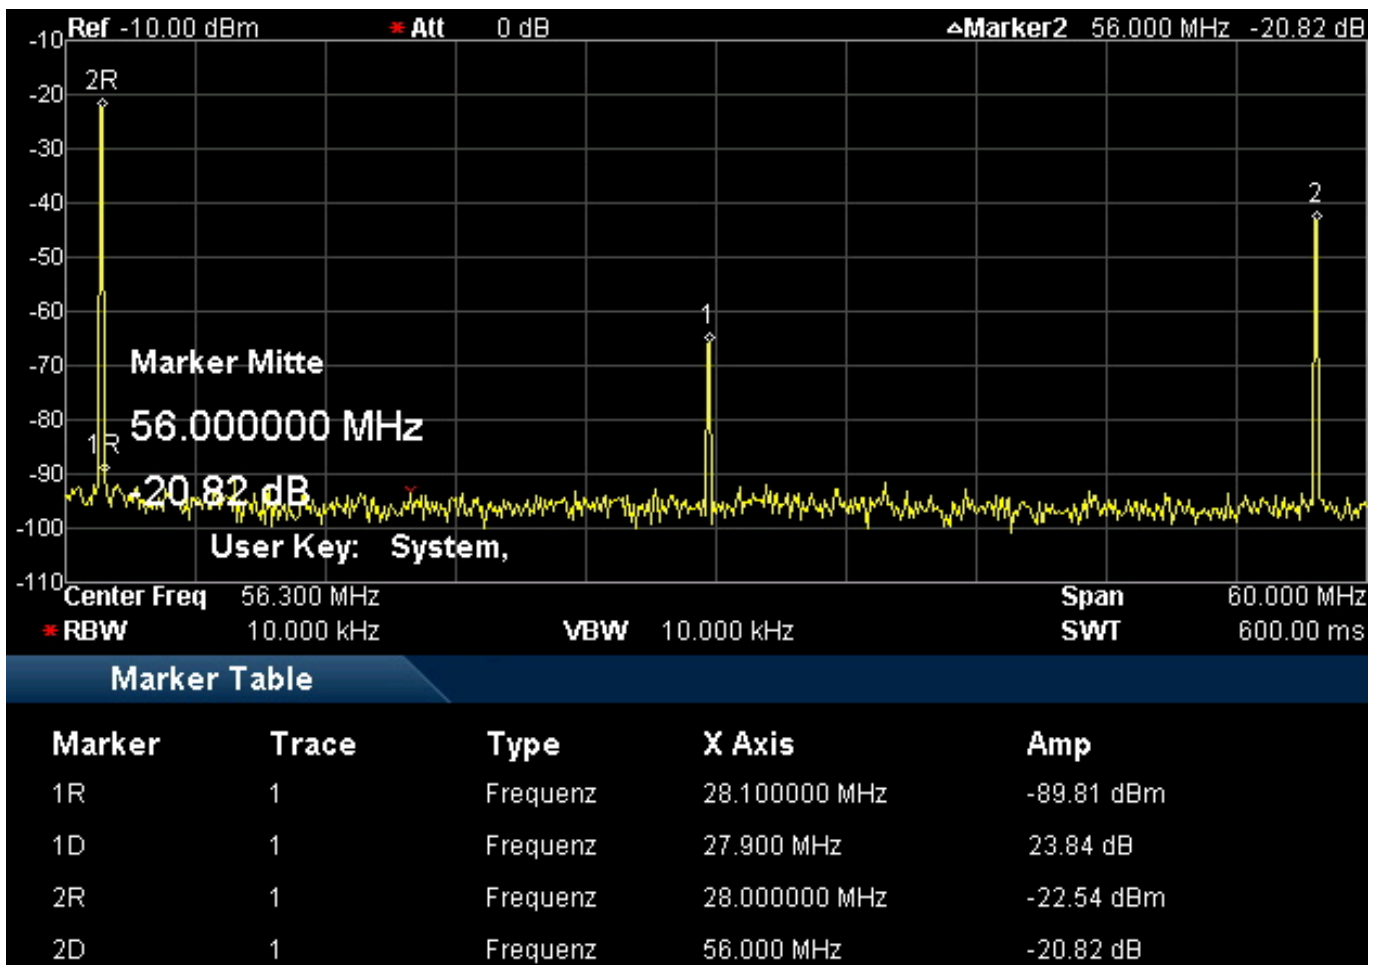 Ref -10.00 dBm * Att 0 dB ▵Marker2 56.000 MHz -20.82 dB
-10
2R
-20
-30
2
-40
-50
-60
1
Marker Mitte
-70
56.000000 MHz
-80
1R
-90
-20.82 dB
-100
User Key: System,
-110
Center Freq 56.300 MHz Span 60.000 MHz
* RBW 10.000 kHz VBW 10.000 kHz SWT 600.00 ms
Marker Table
Marker Trace Type X Axis Amp
1R 1 Frequenz 28.100000 MHz -89.81 dBm
1D 1 Frequenz 27.900 MHz 23.84 dB
2R 1 Frequenz 28.000000 MHz -22.54 dBm
2D 1 Frequenz 56.000 MHz -20.82 dB